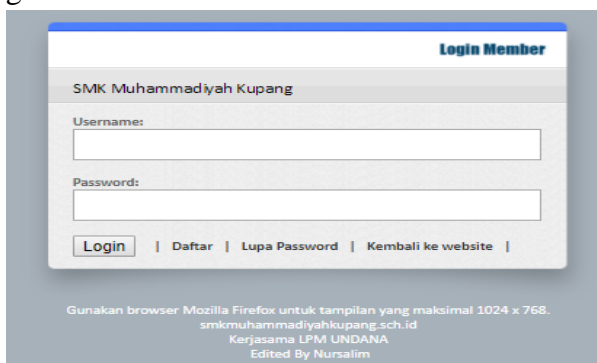 Login Member
SMK Muhammadiyah Kupang
Username:
Password:
Login | Daftar | Lupa Password | Kembali ke website |
Gunakan browser Mozilla Firefox untuk tampilan yang maksimal 1024 x 768.
smkmuhammadiyahkupang.sch.id
Kerjasama LPM UNDANA
Edited By Nursalim